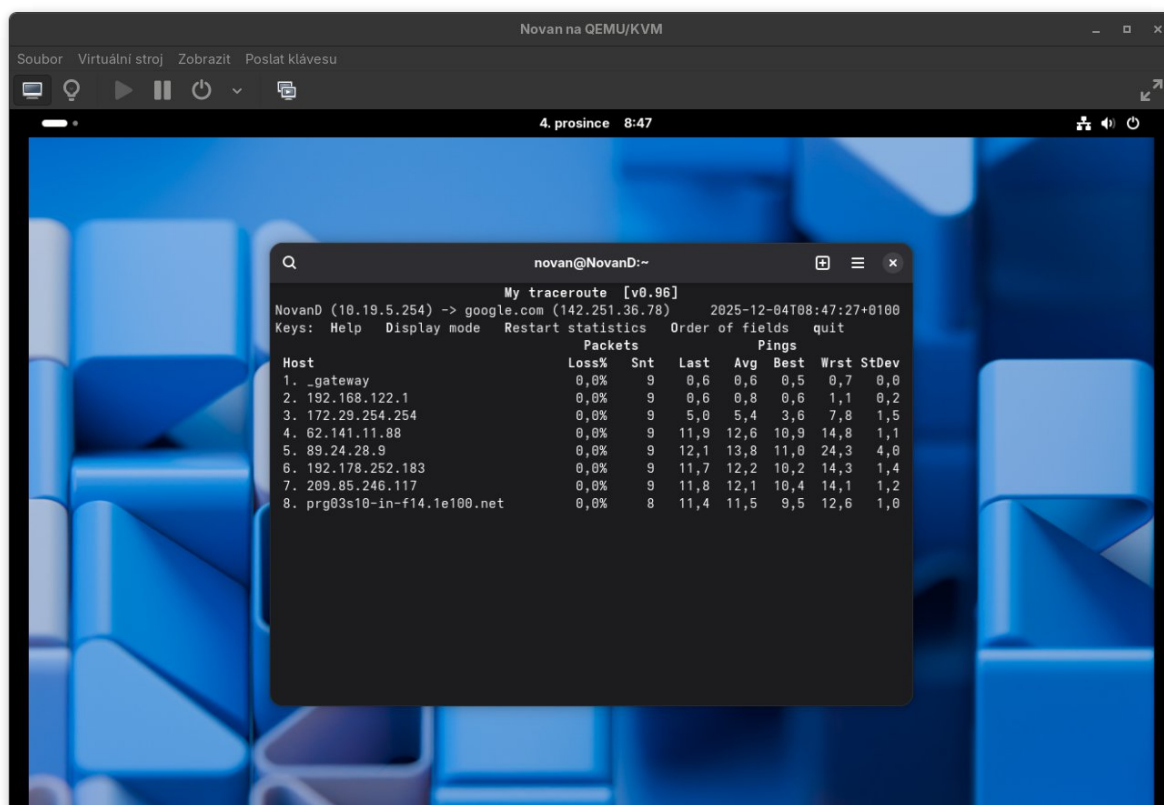 Novan na QEMU/KVM
Soubor Virtuální stroj Zobrazit Poslat klávesu
4. prosince 8:47
novan@NovanD:~
My traceroute [v0.96]
NovanD (10.19.5.254) -> google.com (142.251.36.78) 2025-12-04T08:47:27+0100
Keys: Help Display mode Restart statistics Order of fields quit
Packets Pings
Host Loss% Snt Last Avg Best Wrst StDev
1. _gateway 0,0% 9 0,6 0,6 0,5 0,7 0,0
2. 192.168.122.1 0,0% 9 0,6 0,8 0,6 1,1 0,2
3. 172.29.254.254 0,0% 9 5,0 5,4 3,6 7,8 1,5
4. 62.141.11.88 0,0% 9 11,9 12,6 10,9 14,8 1,1
5. 89.24.28.9 0,0% 9 12,1 13,8 11,0 24,3 4,0
6. 192.178.252.183 0,0% 9 11,7 12,2 10,2 14,3 1,4
7. 209.85.246.117 0,0% 9 11,8 12,1 10,4 14,1 1,2
8. prg03s10-in-f14.1e100.net 0,0% 8 11,4 11,5 9,5 12,6 1,0